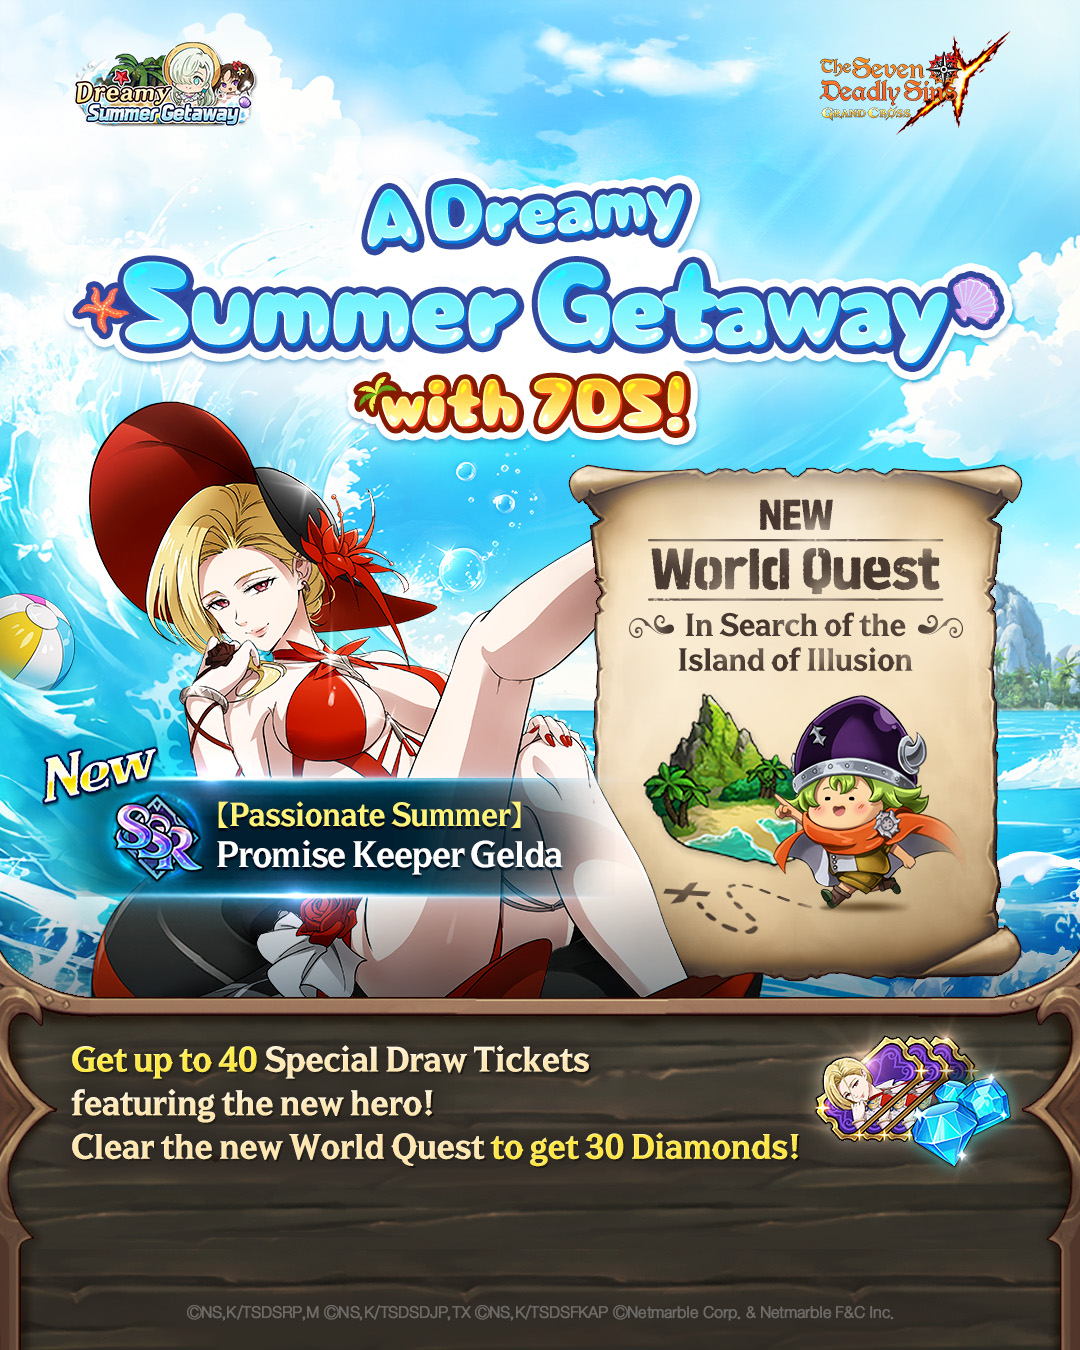 Dreamy
Summer Getaway
The Seven
Deadly Sins
GRAND CROSS
A Dreamy
Summer Getaway
with 7DS!
NEW
World Quest
In Search of the
Island of Illusion
New
SSR
【Passionate Summer】
Promise Keeper Gelda
Get up to 40 Special Draw Tickets
featuring the new hero!
Clear the new World Quest to get 30 Diamonds!
©NS,K/TSDSRP,M ©NS,K/TSDSDJP,TX ©NS,K/TSDSFKAP ©Netmarble Corp. & Netmarble F&C Inc.